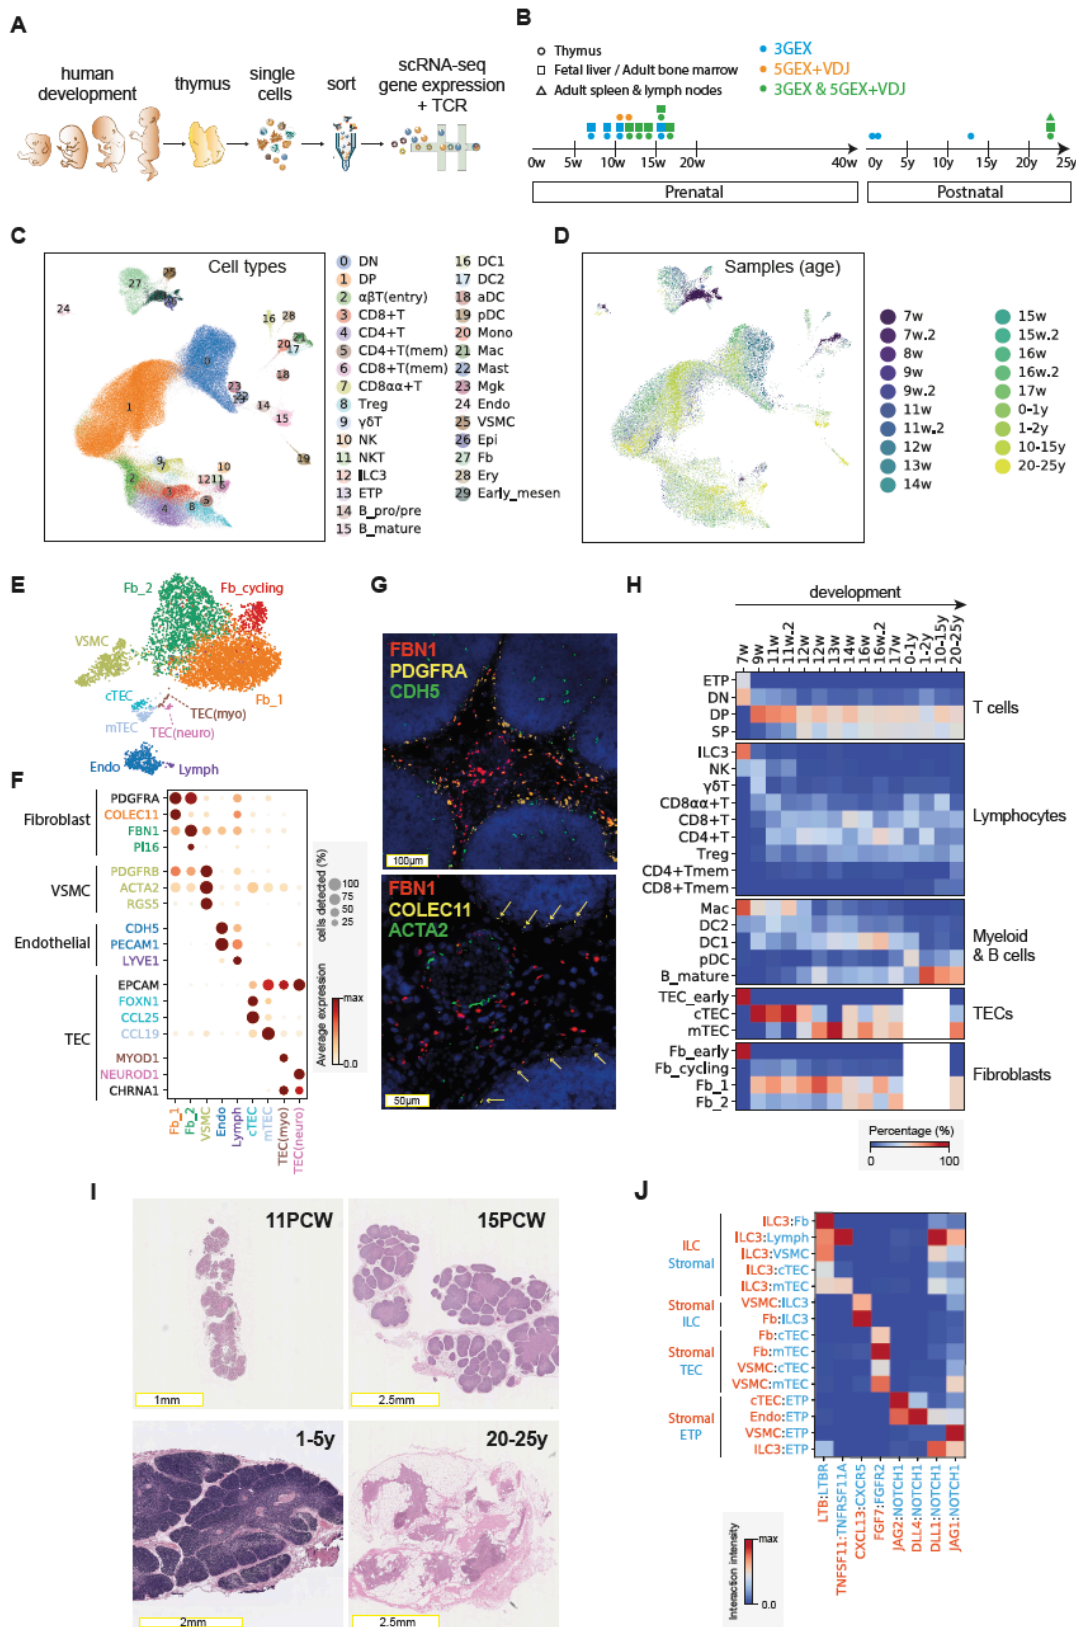 A
human
development
thymus
single
cells
sort
scRNA-seq
gene expression
+ TCR
B
Thymus
Fetal liver / Adult bone marrow
Adult spleen & lymph nodes
3GEX
5GEX+VDJ
3GEX & 5GEX+VDJ
0w 5w 10w 15w 20w 40w 0y 5y 10y 15y 20y 25y
Prenatal
Postnatal
C
Cell types
0 DN
1 DP
2 αβT(entry)
3 CD8+T
4 CD4+T
5 CD4+T(mem)
6 CD8+T(mem)
7 CD8αα+T
8 Treg
9 γδT
10 NK
11 NKT
12 ILC3
13 ETP
14 B_pro/pre
15 B_mature
16 DC1
17 DC2
18 aDC
19 pDC
20 Mono
21 Mac
22 Mast
23 Mgk
24 Endo
25 VSMC
26 Epi
27 Fb
28 Ery
29 Early_mesen
D
Samples (age)
7w
7w.2
8w
9w
9w.2
11w
11w.2
12w
13w
14w
15w
15w.2
16w
16w.2
17w
0-1y
1-2y
10-15y
20-25y
E
Fb_2
Fb_cycling
VSMC
Fb_1
cTEC
mTEC
TEC(myo)
TEC(neuro)
Endo
Lymph
F
Fibroblast
PDGFRA
COLEC11
FBN1
PI16
VSMC
PDGFRB
ACTA2
RGS5
Endothelial
CDH5
PECAM1
LYVE1
TEC
EPCAM
FOXN1
CCL25
CCL19
MYOD1
NEUROD1
CHRNA1
Fb_1
Fb_2
VSMC
Endo
Lymph
cTEC
mTEC
TEC(myo)
TEC(neuro)
cells detected (%)
100
75
50
25
Average expression
max
0.0
G
FBN1
PDGFRA
CDH5
100μm
FBN1
COLEC11
ACTA2
50μm
H
development
7w 9w 11w 11w.2 12w 12w 13w 14w 16w 16w.2 17w 0-1y 1-2y 10-15y 20-25y
ETP
DN
DP
SP
T cells
ILC3
NK
γδT
CD8αα+T
CD8+T
CD4+T
Treg
CD4+Tmem
CD8+Tmem
Lymphocytes
Mac
DC2
DC1
pDC
B_mature
Myeloid
& B cells
TEC_early
cTEC
mTEC
TECs
Fb_early
Fb_cycling
Fb_1
Fb_2
Fibroblasts
Percentage (%)
0 100
I
11PCW
1mm
15PCW
2.5mm
1-5y
2mm
20-25y
2.5mm
J
ILC
Stromal
ILC3:Fb
ILC3:Lymph
ILC3:VSMC
ILC3:cTEC
ILC3:mTEC
Stromal
ILC
VSMC:ILC3
Fb:ILC3
Stromal
TEC
Fb:cTEC
Fb:mTEC
VSMC:cTEC
VSMC:mTEC
Stromal
ETP
cTEC:ETP
Endo:ETP
VSMC:ETP
ILC3:ETP
LTB:LTBR
TNFSF11:TNFRSF11A
CXCL13:CXCR5
FGF7:FGFR2
JAG2:NOTCH1
DLL4:NOTCH1
DLL1:NOTCH1
JAG1:NOTCH1
Interaction intensity
max
0.0